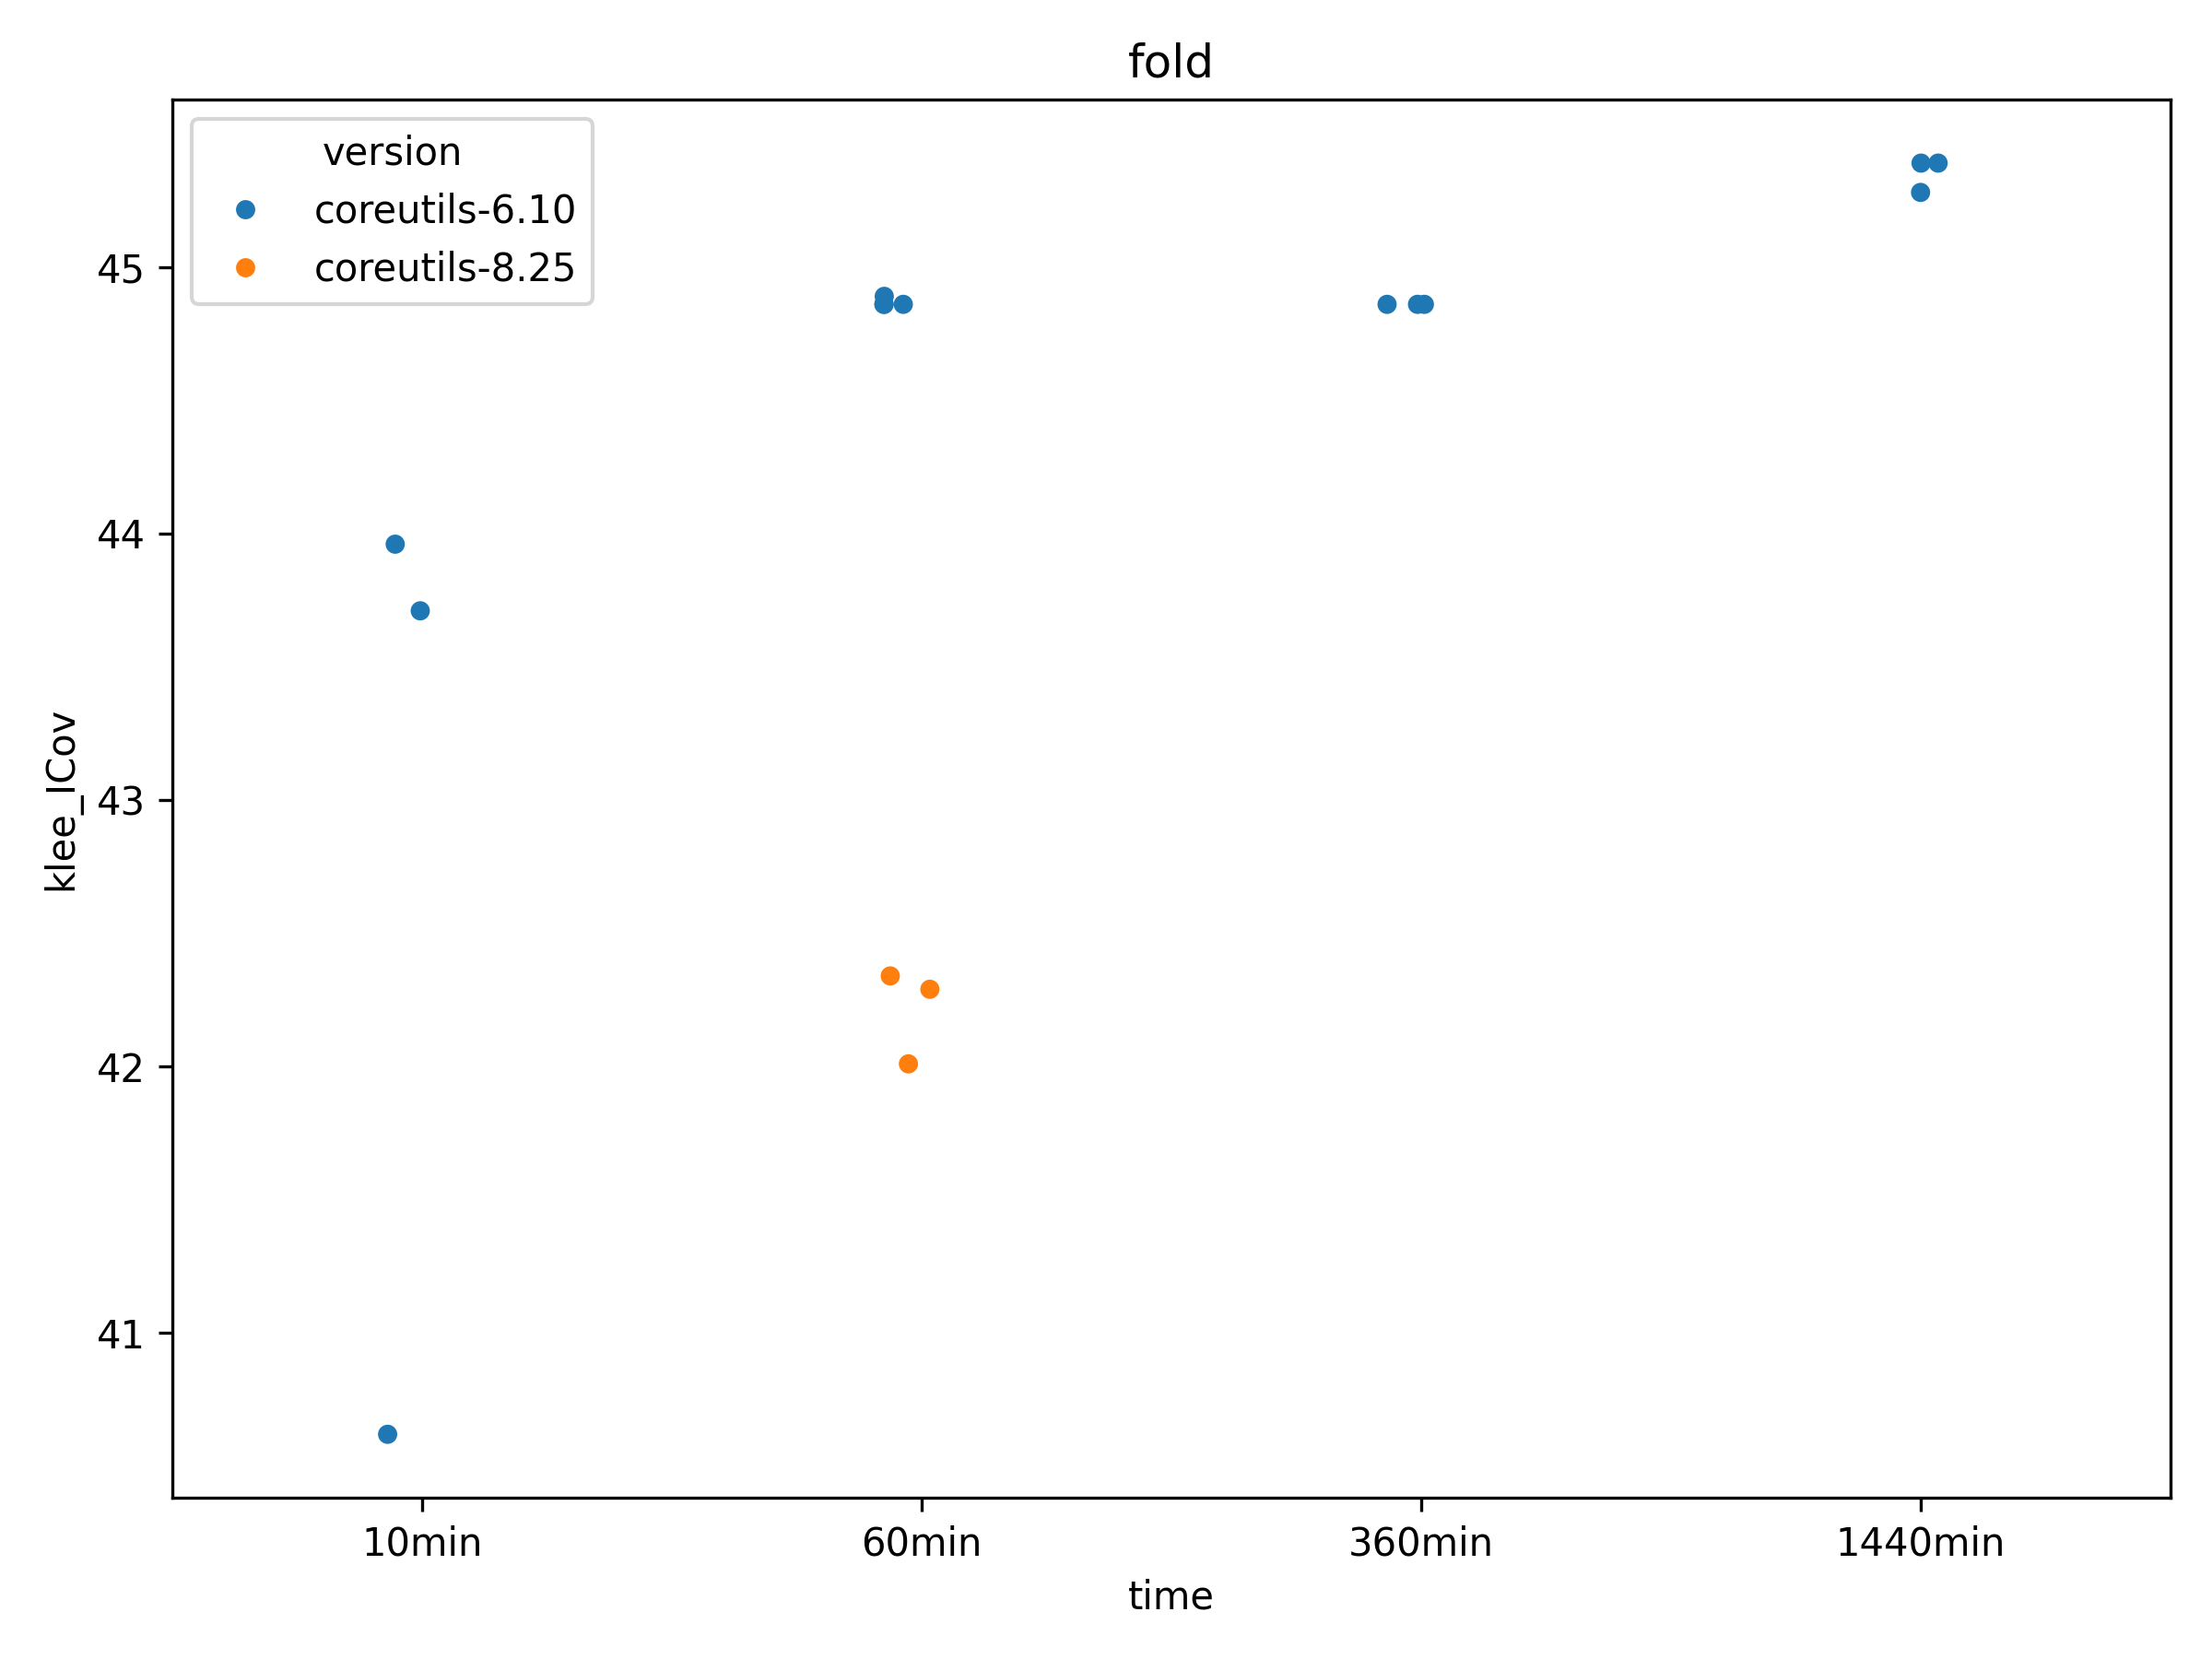 fold
version
coreutils-6.10
coreutils-8.25
45
44
43
42
41
klee_ICov
10min
60min
360min
1440min
time